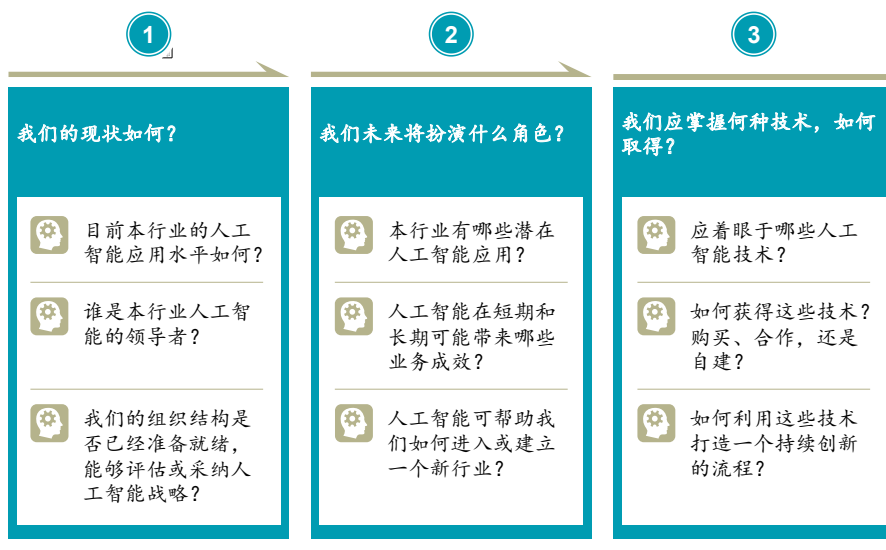 1
我们的现状如何？
目前本行业的人工
智能应用水平如何？
谁是本行业人工智
能的领导者？
我们的组织结构是
否已经准备就绪，
能够评估或采纳人
工智能战略？
2
我们未来将扮演什么角色？
本行业有哪些潜在
人工智能应用？
人工智能在短期和
长期可能带来哪些
业务成效？
人工智能可帮助我
们如何进入或建立
一个新行业？
3
我们应掌握何种技术，如何
取得？
应着眼于哪些人工
智能技术？
如何获得这些技术？
购买、合作，还是
自建？
如何利用这些技术
打造一个持续创新
的流程？